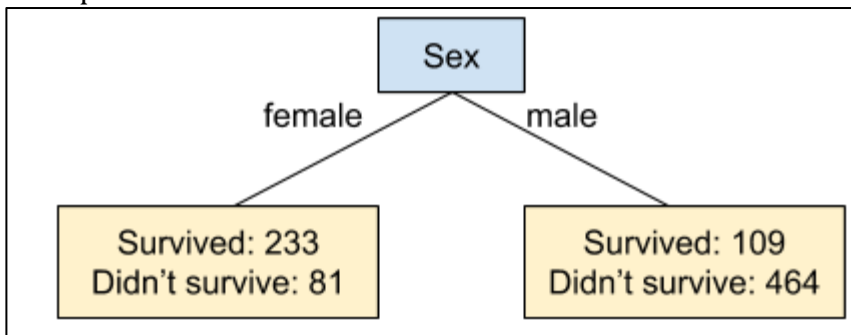 Sex
female
male
Survived: 233
Didn't survive: 81
Survived: 109
Didn't survive: 464